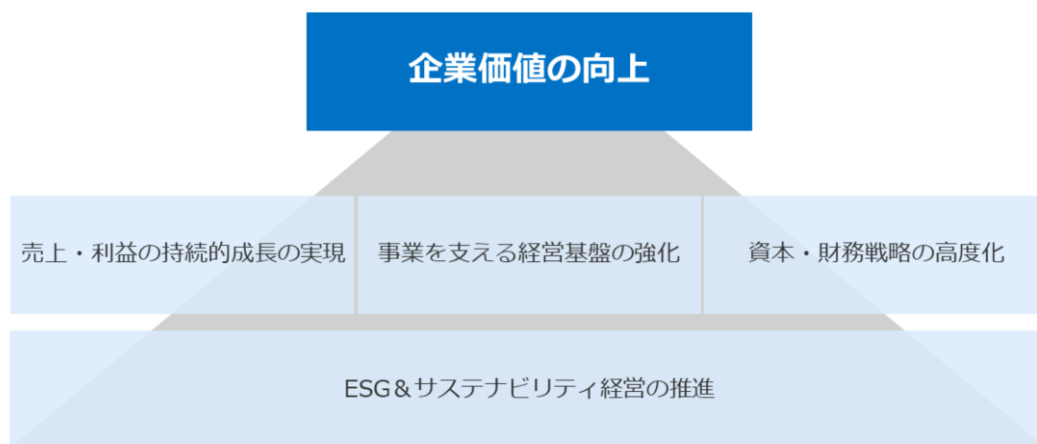 企業価値の向上
売上・利益の持続的成長の実現
事業を支える経営基盤の強化
資本・財務戦略の高度化
ESG＆サステナビリティ経営の推進